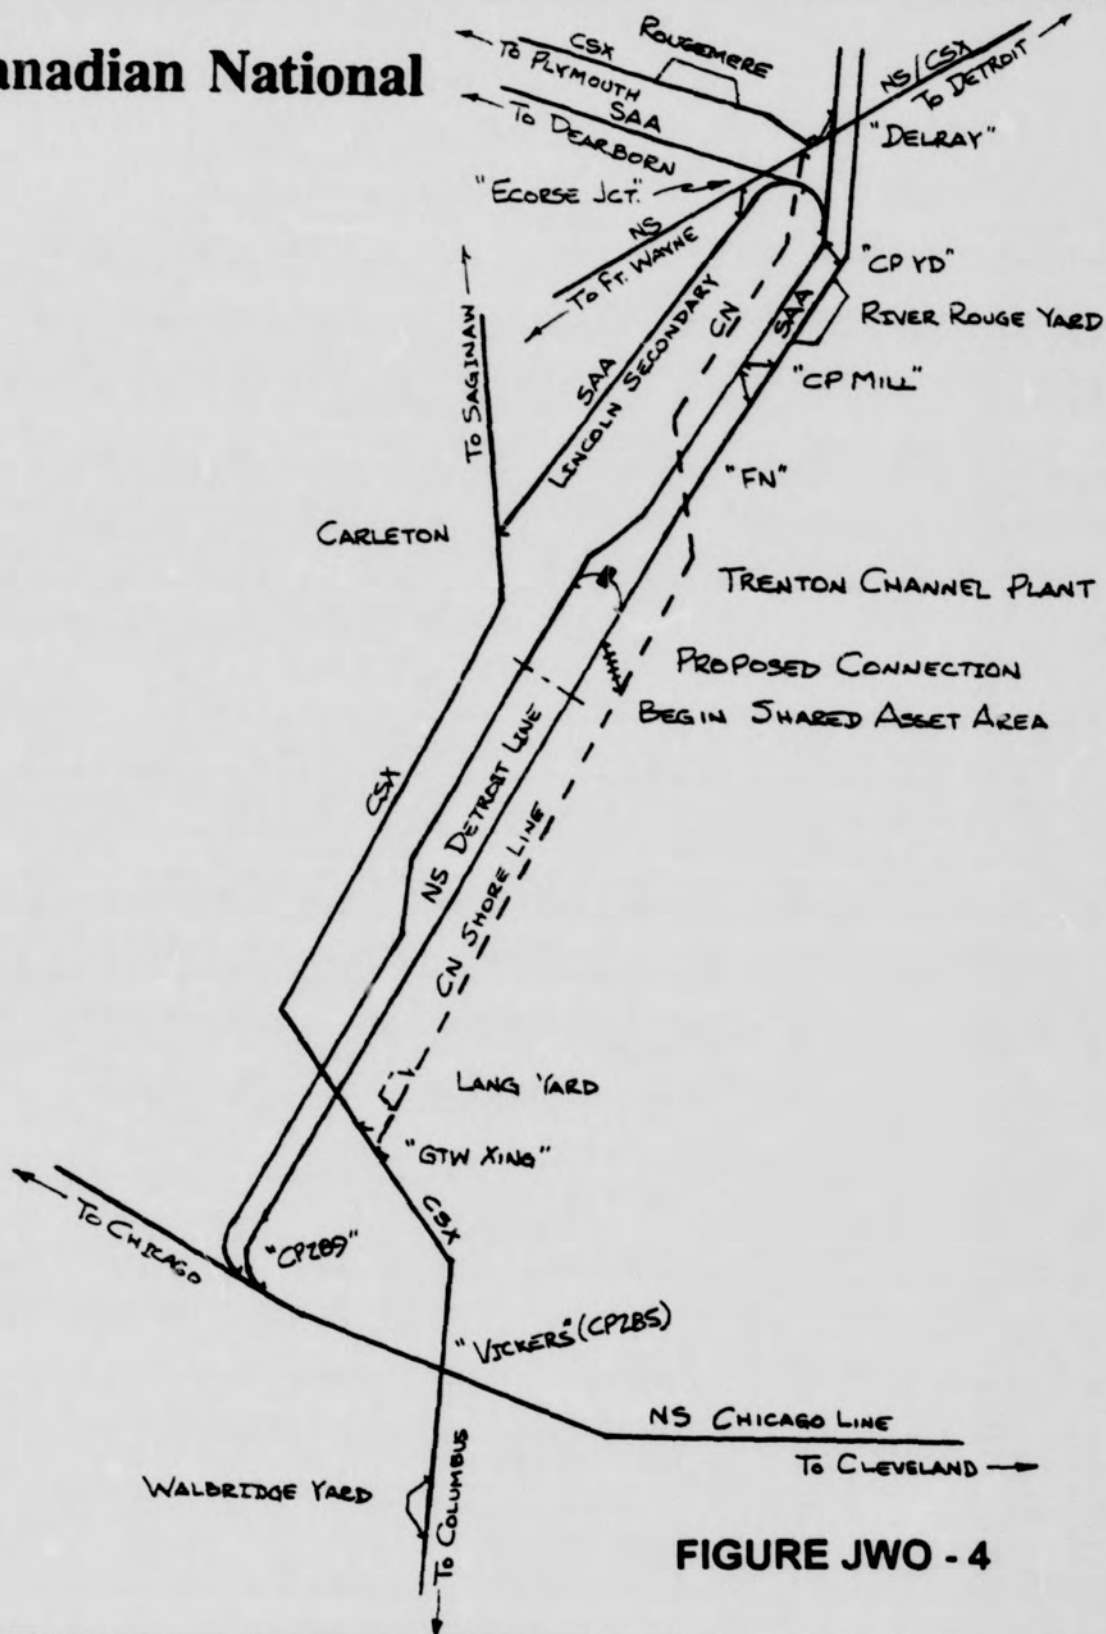 anadian National
CSX
ROUGEMERE
TO PLYMOUTH
NS/CSX
TO DETROIT
SAA
TO DEARBORN
"DELRAY"
"ECORSE JCT."
NS
TO FT. WAYNE
"CP YD"
RIVER ROUGE YARD
SAA
CN
SAA
LINCOLN SECONDARY
TO SAGINAW
"CP MILL"
"FN"
CARLETON
TRENTON CHANNEL PLANT
PROPOSED CONNECTION
BEGIN SHARED ASSET AREA
CSX
NS DETROIT LINE
CN SHORE LINE
LANG YARD
"GTW XING"
CSX
TO CHICAGO
"CP289"
"VICKERS" (CP285)
NS CHICAGO LINE
TO CLEVELAND
WALBRIDGE YARD
TO COLUMBUS
FIGURE JWO - 4